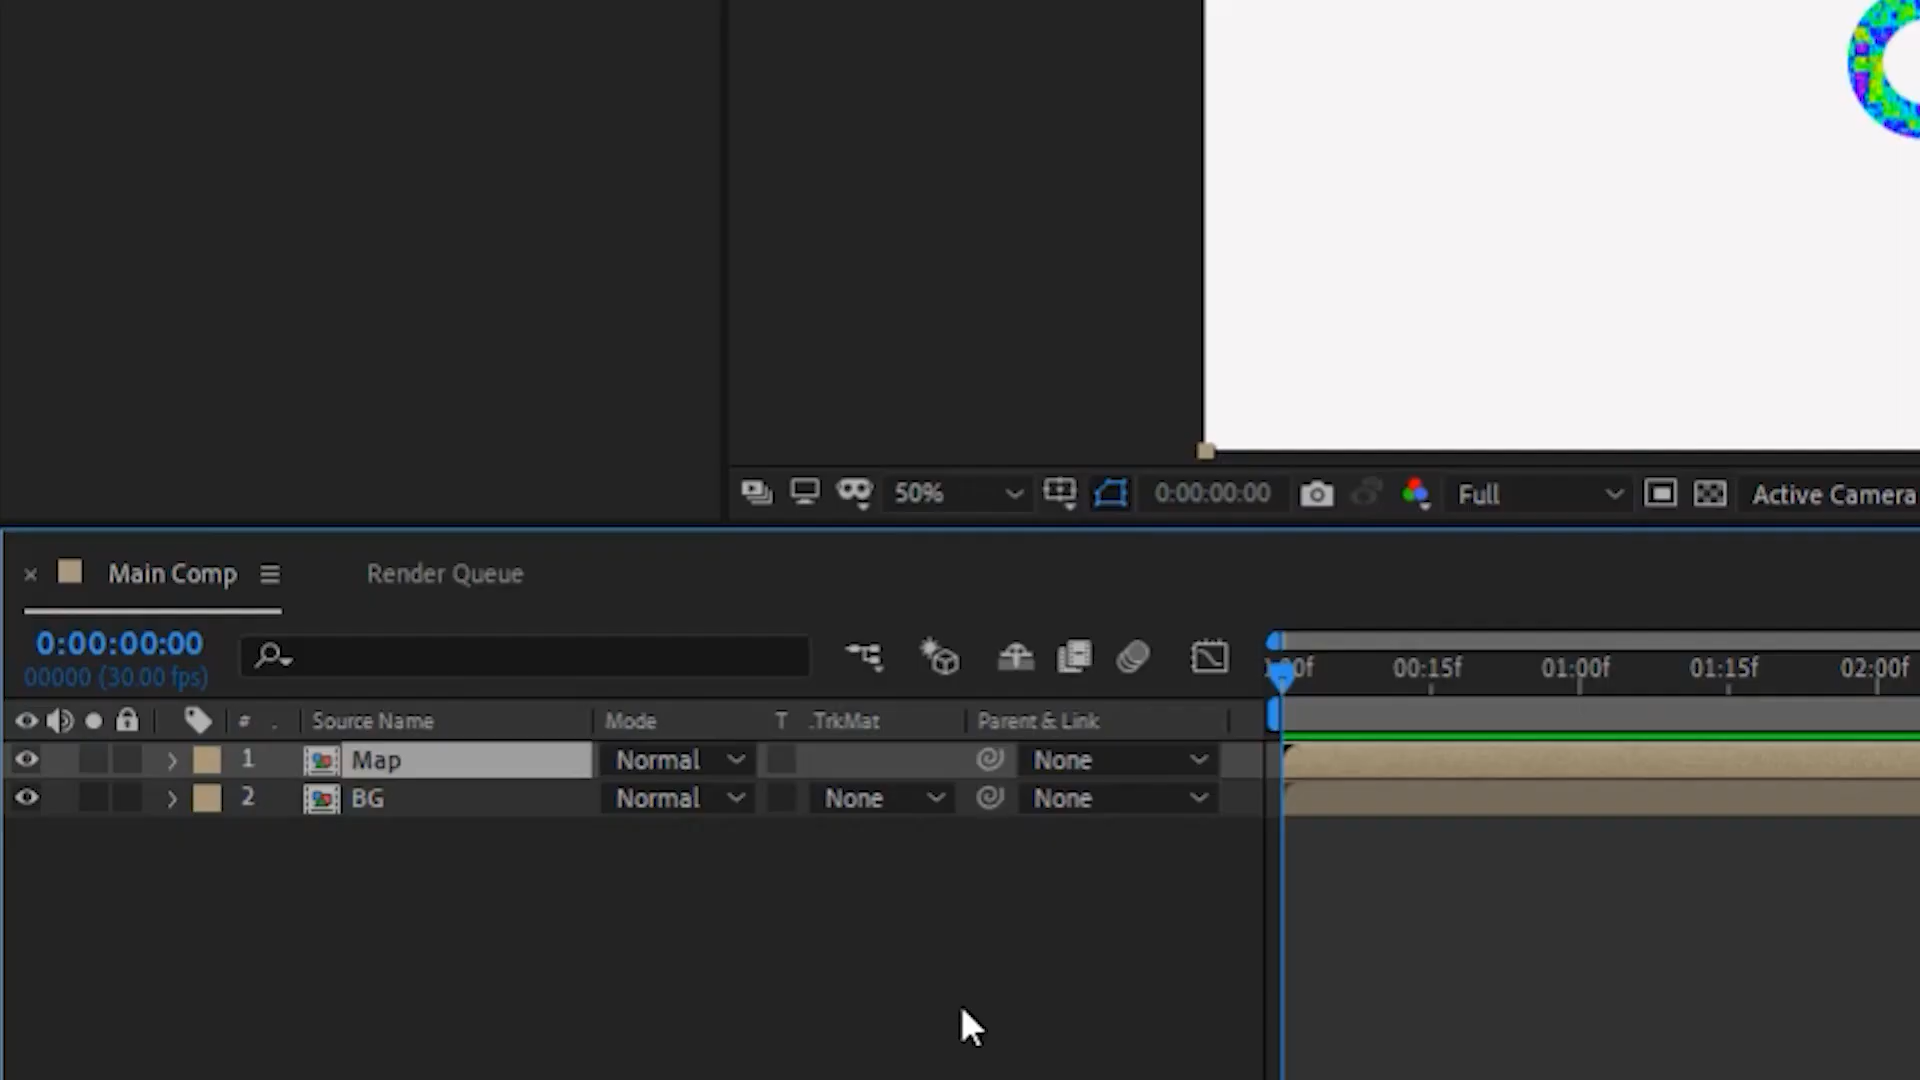 50% 0:00:00:00 Full Active Camera
× Main Comp Render Queue
0:00:00:00
00000 (30.00 fps)
00f 00:15f 01:00f 01:15f 02:00f
# . Source Name Mode T .TrkMat Parent & Link
1 Map Normal None
2 BG Normal None None